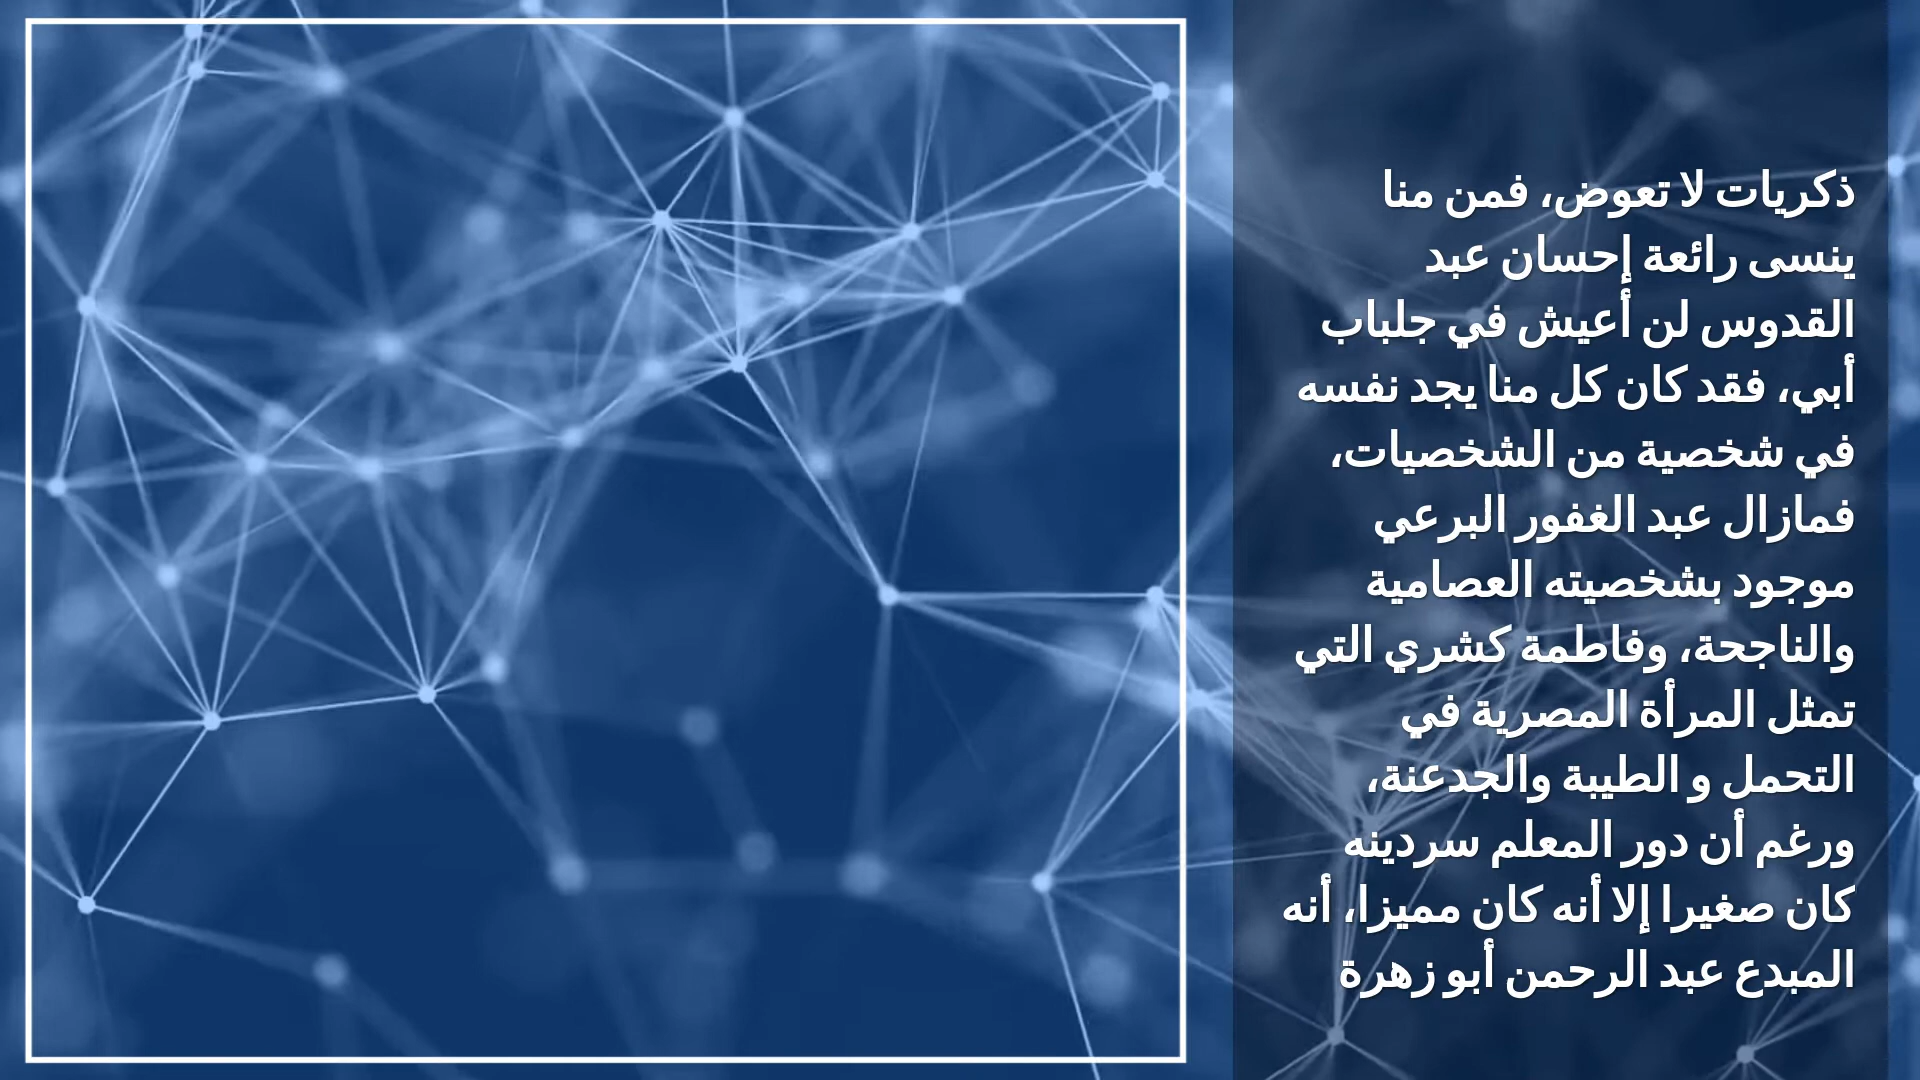 ذكريات لا تعوض، فمن منا
ينسى رائعة إحسان عبد
القدوس لن أعيش في جلباب
أبي، فقد كان كل منا يجد نفسه
في شخصية من الشخصيات،
فمازال عبد الغفور البرعي
موجود بشخصيته العصامية
والناجحة، وفاطمة كشري التي
تمثل المرأة المصرية في
التحمل و الطيبة والجدعنة،
ورغم أن دور المعلم سردينه
كان صغيرا إلا أنه كان مميزا، أنه
المبدع عبد الرحمن أبو زهرة